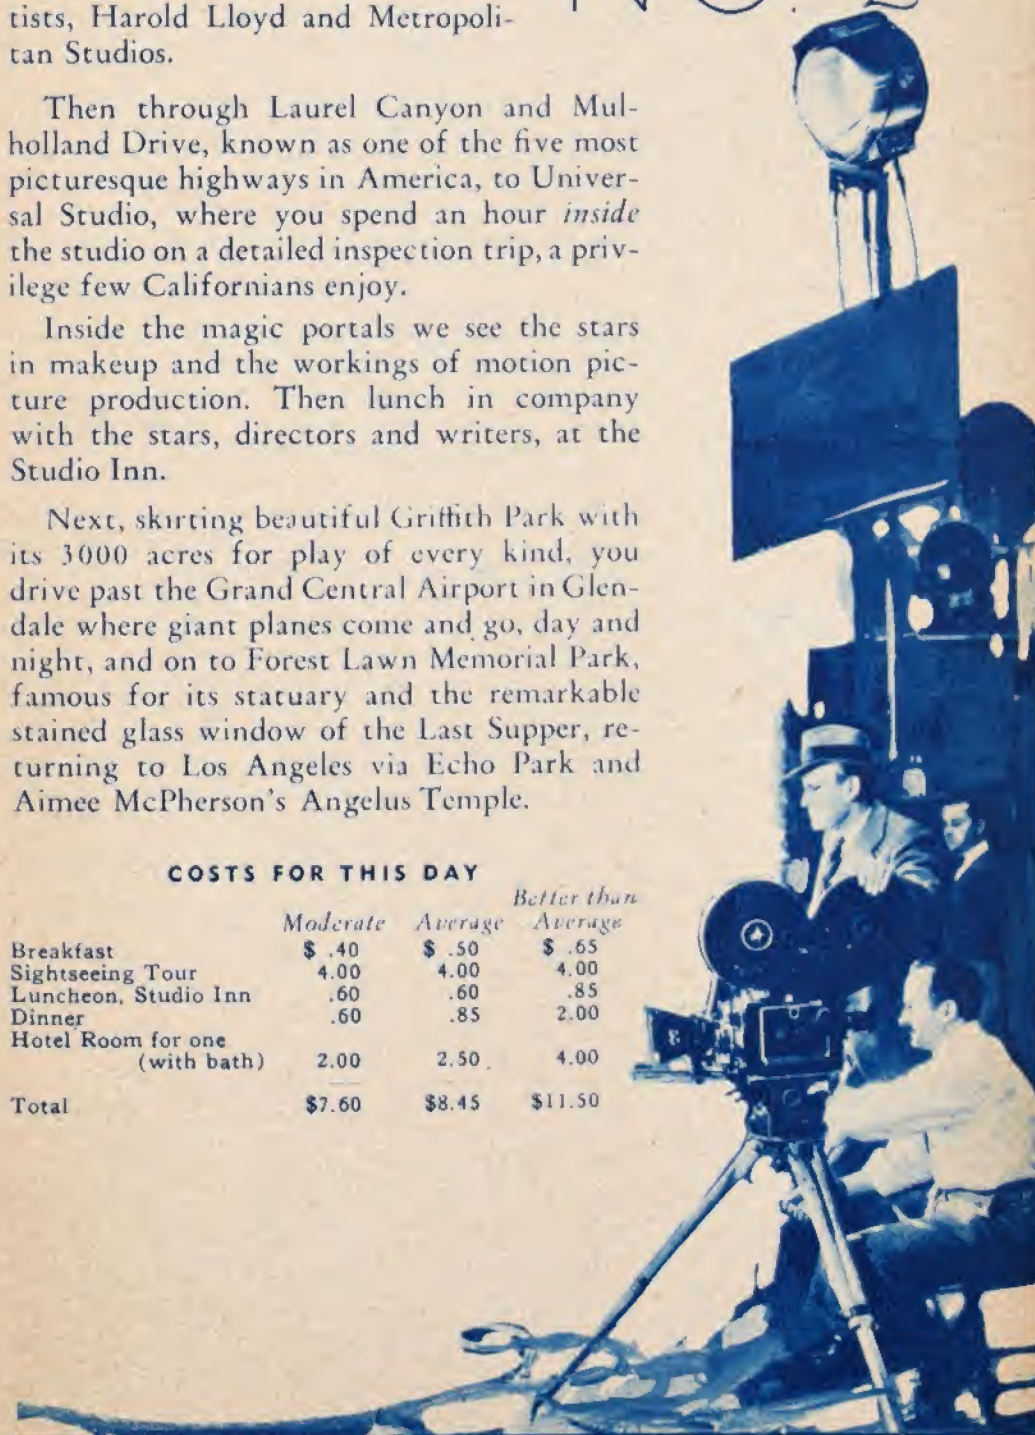 tists, Harold Lloyd and Metropoli-
tan Studios.
Then through Laurel Canyon and Mul-
holland Drive, known as one of the five most
picturesque highways in America, to Univer-
sal Studio, where you spend an hour inside
the studio on a detailed inspection trip, a priv-
ilege few Californians enjoy.
Inside the magic portals we see the stars
in makeup and the workings of motion pic-
ture production. Then lunch in company
with the stars, directors and writers, at the
Studio Inn.
Next, skirting beautiful Griffith Park with
its 3000 acres for play of every kind, you
drive past the Grand Central Airport in Glen-
dale where giant planes come and go, day and
night, and on to Forest Lawn Memorial Park,
famous for its statuary and the remarkable
stained glass window of the Last Supper, re-
turning to Los Angeles via Echo Park and
Aimee McPherson's Angelus Temple.
COSTS FOR THIS DAY
Better than
Moderate Average Average
Breakfast $ .40 $ .50 $ .65
Sightseeing Tour 4.00 4.00 4.00
Luncheon, Studio Inn .60 .60 .85
Dinner .60 .85 2.00
Hotel Room for one
(with bath) 2.00 2.50 4.00
Total $7.60 $8.45 $11.50